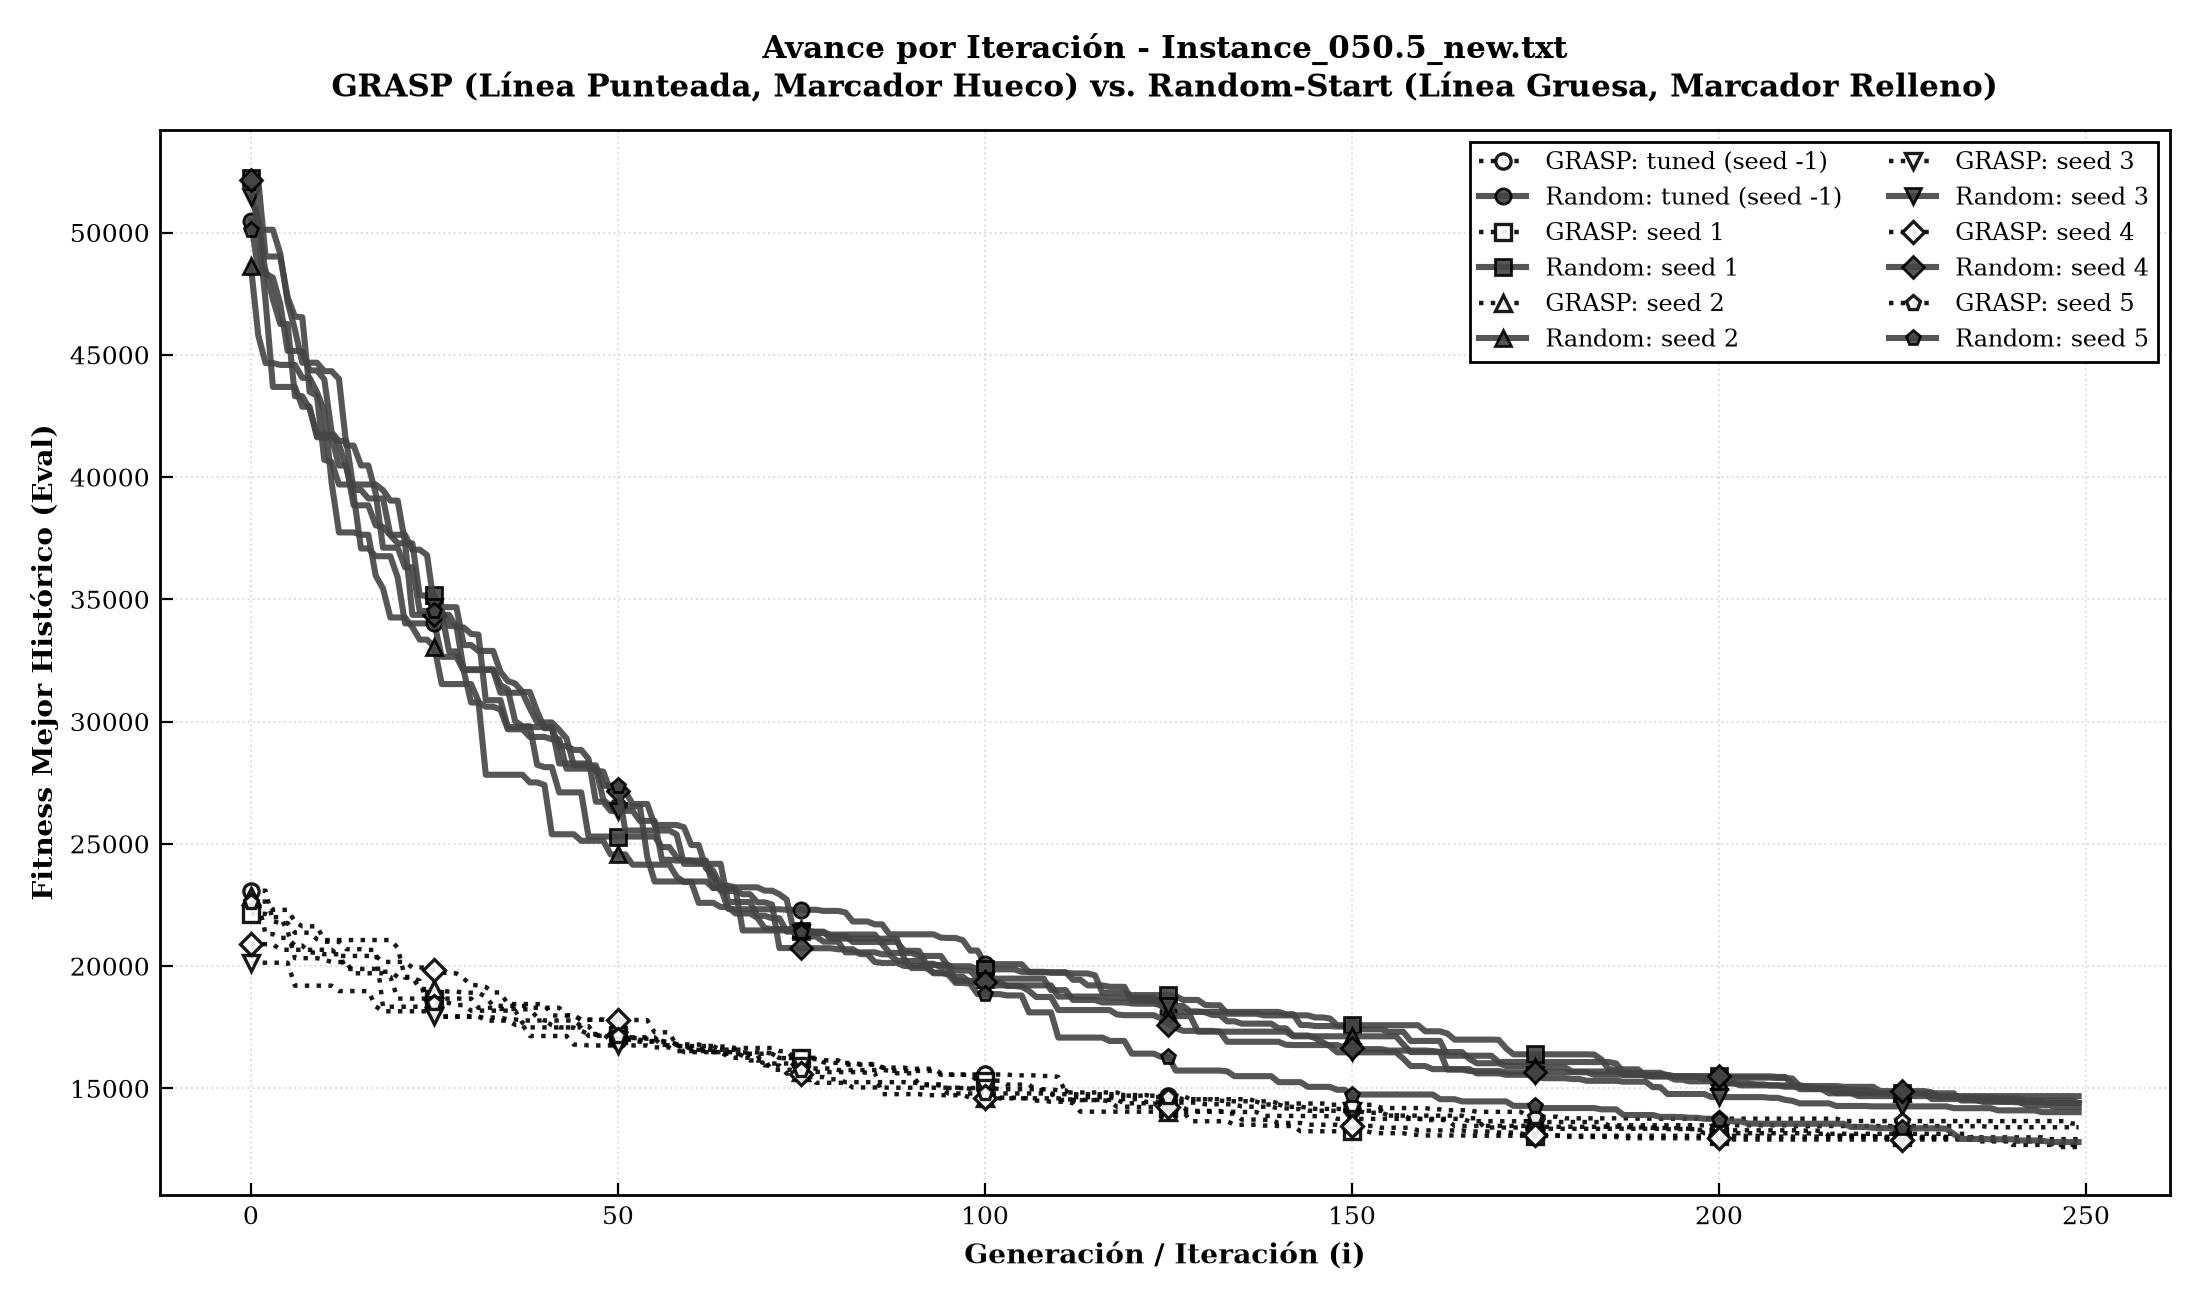 Avance por Iteración - Instance_050.5_new.txt
GRASP (Línea Punteada, Marcador Hueco) vs. Random-Start (Línea Gruesa, Marcador Relleno)
GRASP: tuned (seed -1)
Random: tuned (seed -1)
GRASP: seed 1
Random: seed 1
GRASP: seed 2
Random: seed 2
GRASP: seed 3
Random: seed 3
GRASP: seed 4
Random: seed 4
GRASP: seed 5
Random: seed 5
Fitness Mejor Histórico (Eval)
50000
45000
40000
35000
30000
25000
20000
15000
0
50
100
150
200
250
Generación / Iteración (i)